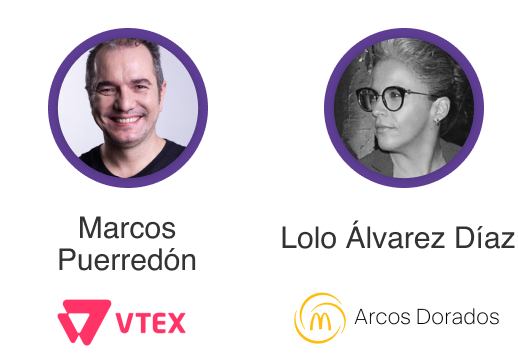 Marcos
Puerredón
Lolo Álvarez Díaz
VTEX
Arcos Dorados